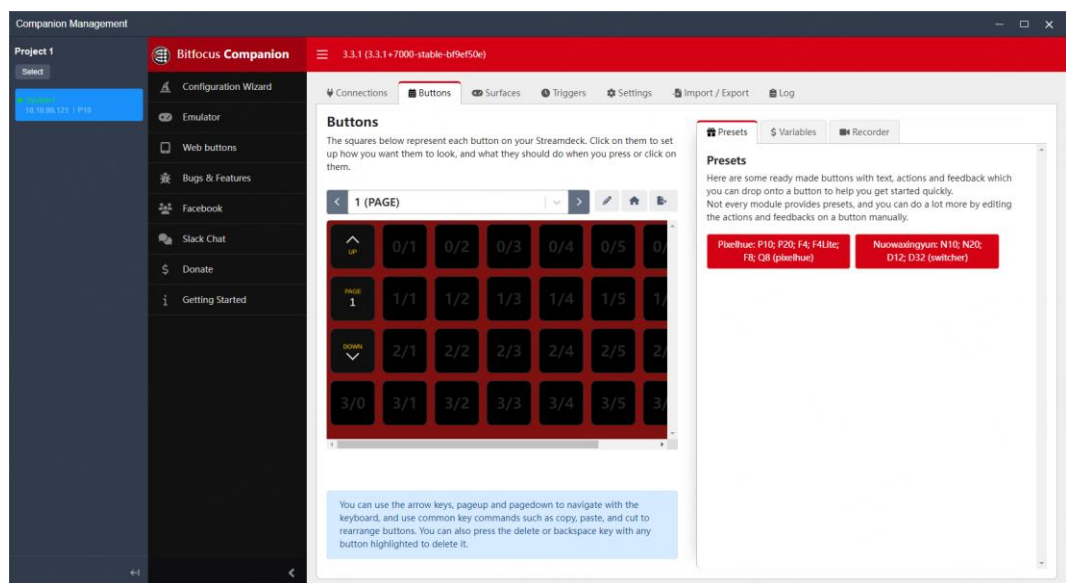 Companion Management
Project 1
Select
10.10.90.121 | P10
Bitfocus Companion
Configuration Wizard
Emulator
Web buttons
Bugs & Features
Facebook
Slack Chat
Donate
Getting Started
3.3.1 (3.3.1+7000-stable-bf9ef50e)
Connections
Buttons
Surfaces
Triggers
Settings
Import / Export
Log
Buttons
The squares below represent each button on your Streamdeck. Click on them to set
up how you want them to look, and what they should do when you press or click on
them.
1 (PAGE)
UP
0/1
0/2
0/3
0/4
0/5
0/
PAGE
1
1/1
1/2
1/3
1/4
1/5
1/
DOWN
2/1
2/2
2/3
2/4
2/5
2/
3/0
3/1
3/2
3/3
3/4
3/5
3/
You can use the arrow keys, pageup and pagedown to navigate with the
keyboard, and use common key commands such as copy, paste, and cut to
rearrange buttons. You can also press the delete or backspace key with any
button highlighted to delete it.
Presets
$ Variables
Recorder
Presets
Here are some ready made buttons with text, actions and feedback which
you can drop onto a button to help you get started quickly.
Not every module provides presets, and you can do a lot more by editing
the actions and feedbacks on a button manually.
Pixelhue: P10; P20; F4; F4Lite;
F8; Q8 (pixelhue)
Nuowaxingyun: N10; N20;
D12; D32 (switcher)